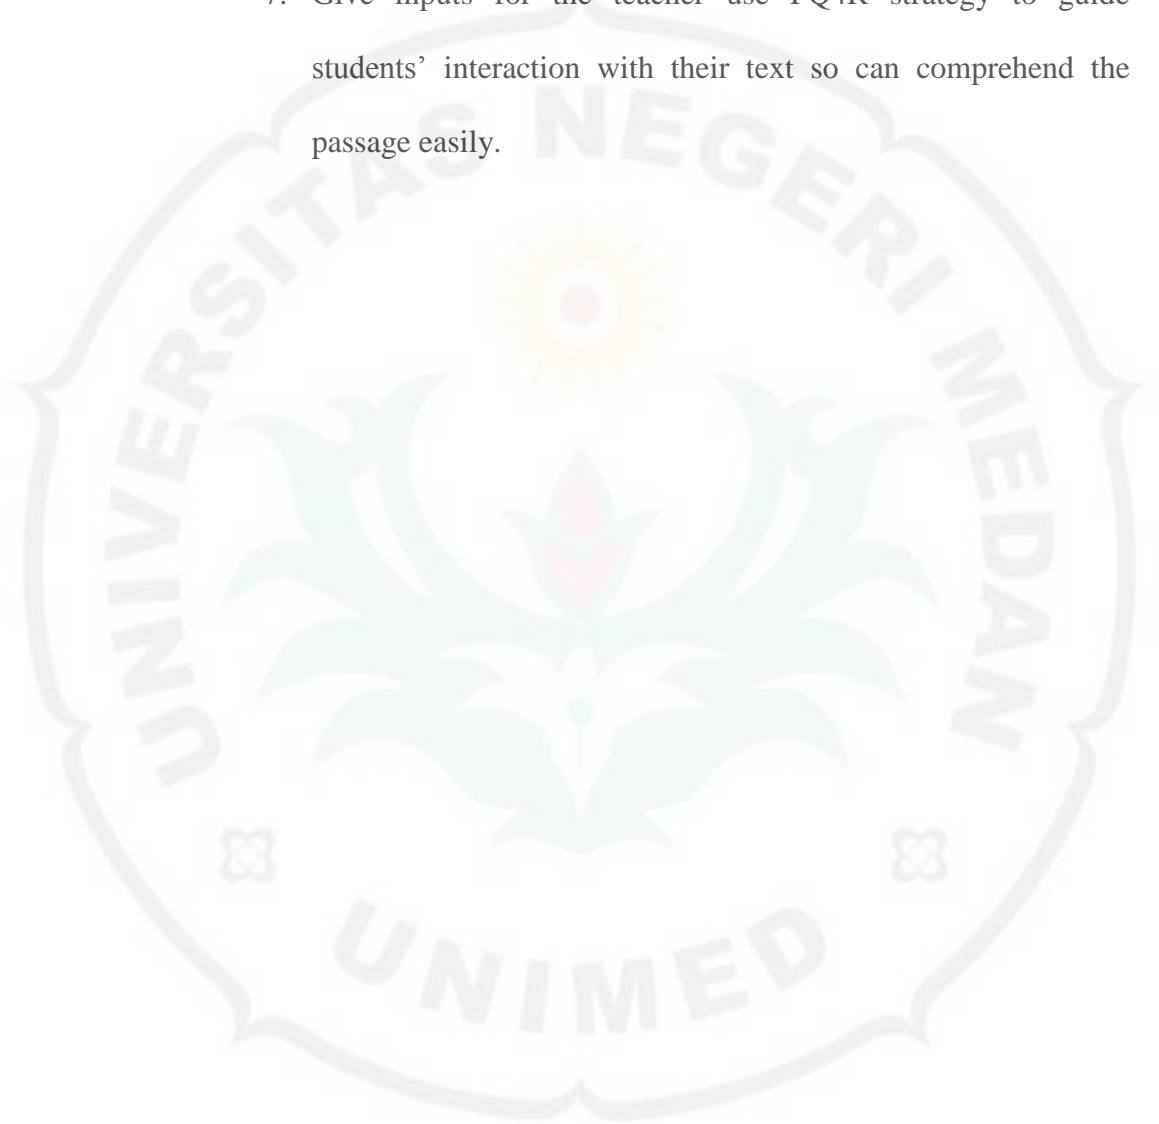 7. Give inputs for the teacher use PQ4R strategy to guide
students’ interaction with their text so can comprehend the
passage easily.
UNIVERSITAS NEGERI MEDAN
UNIMED